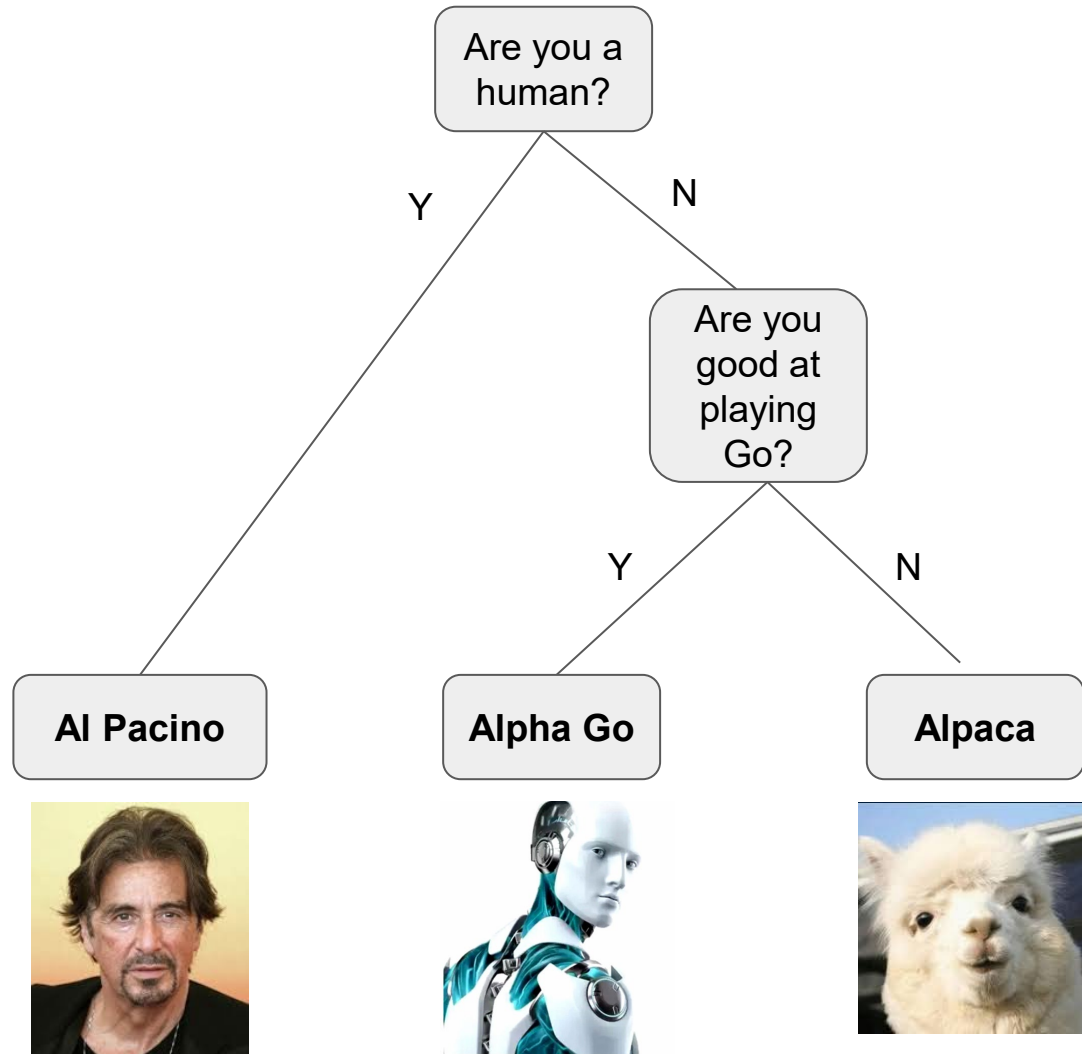 Are you a
human?
Y
N
Are you
good at
playing
Go?
Y
N
Al Pacino
Alpha Go
Alpaca